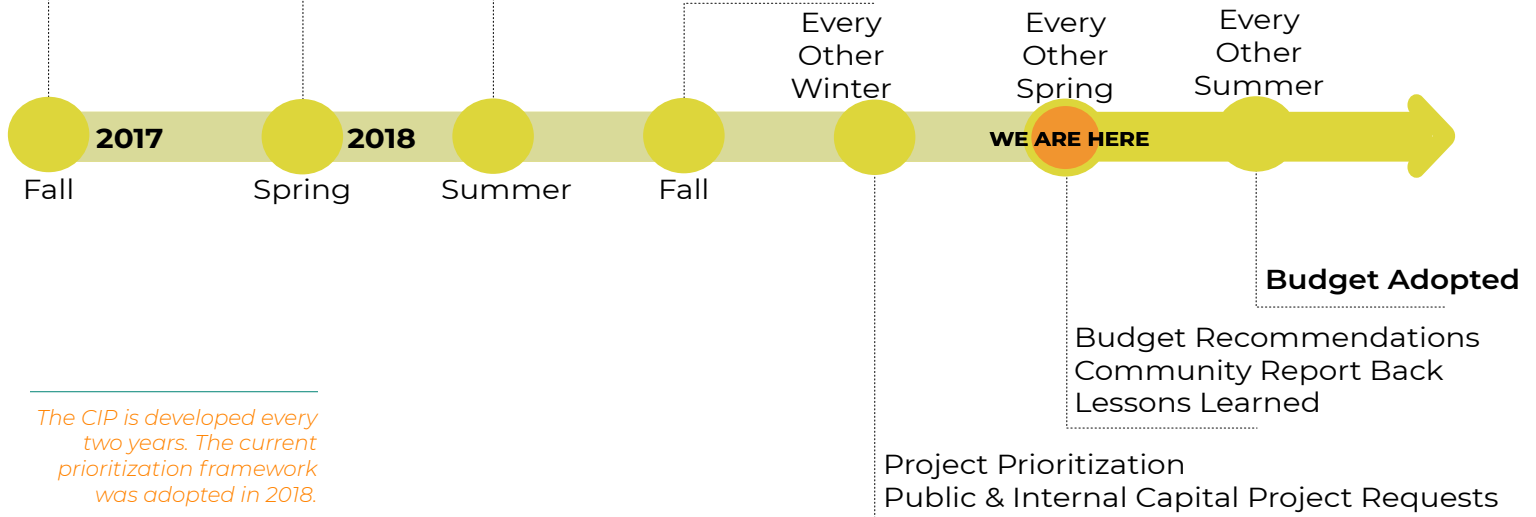 Every
Other
Winter
Every
Other
Spring
Every
Other
Summer
2017
2018
WE ARE HERE
Fall
Spring
Summer
Fall
Budget Adopted
Budget Recommendations
Community Report Back
Lessons Learned
The CIP is developed every
two years. The current
prioritization framework
was adopted in 2018.
Project Prioritization
Public & Internal Capital Project Requests